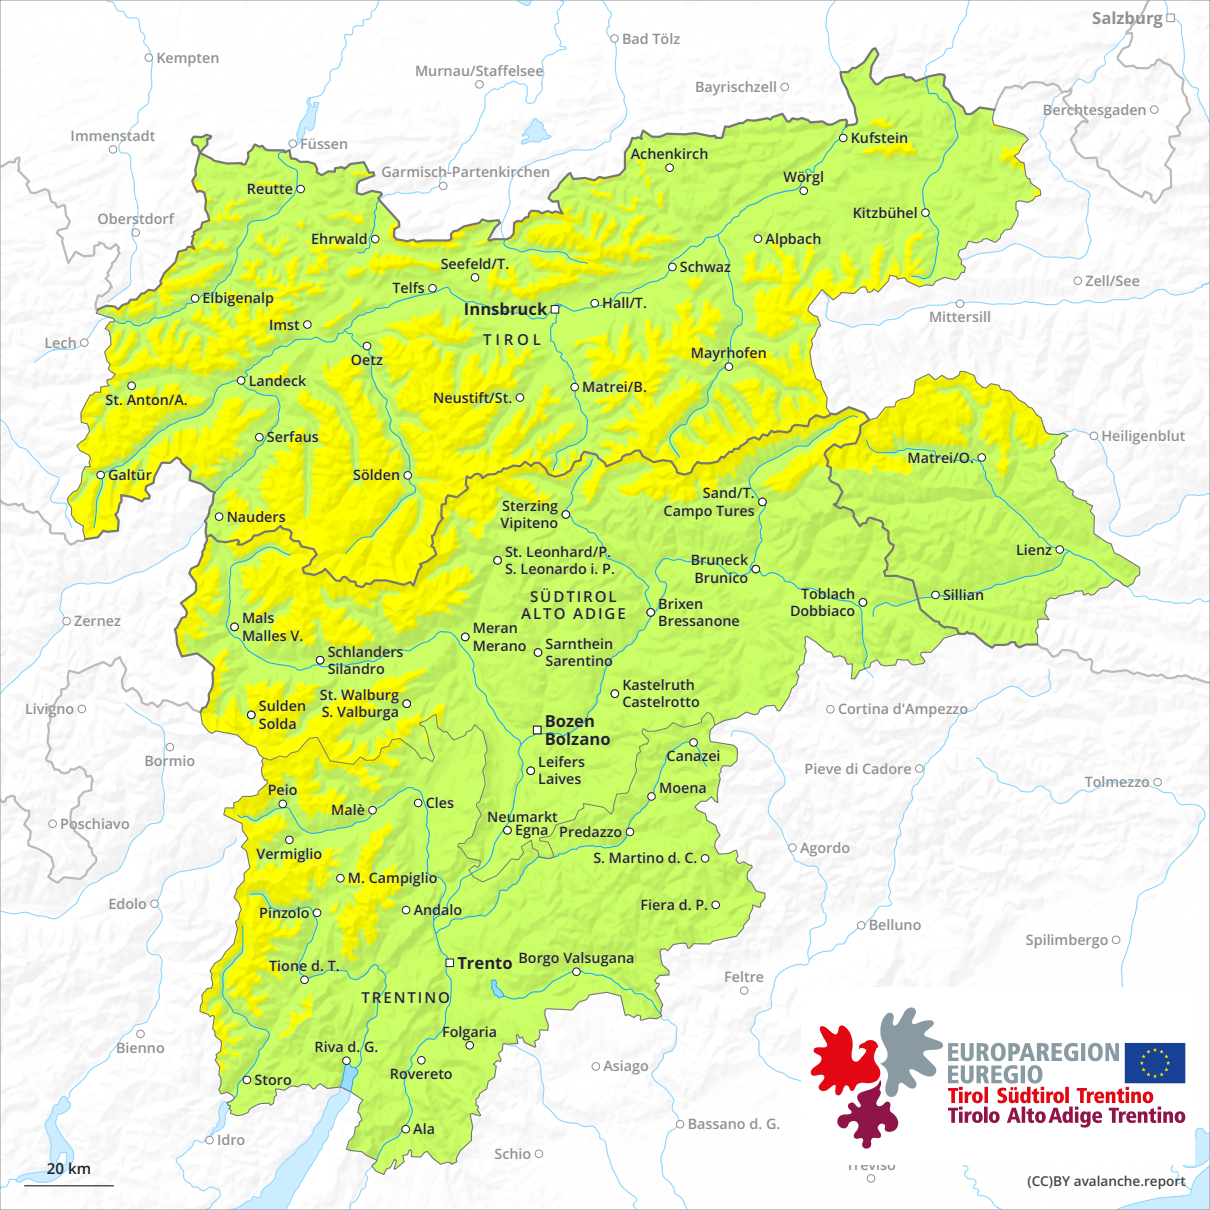 Salzburg
Bad Tölz
Kempten
Murnau/Staffelsee
Bayrischzell
Berchtesgaden
Immenstadt
Füssen
Kufstein
Achenkirch
Garmisch-Partenkirchen
Wörgl
Reutte
Oberstdorf
Kitzbühel
Ehrwald
Alpbach
Seefeld/T.
Schwaz
Zell/See
Telfs
Elbigenalp
Hall/T.
Innsbruck
Mittersill
Imst
TIROL
Lech
Oetz
Mayrhofen
Landeck
Matrei/B.
St. Anton/A.
Neustift/St.
Serfaus
Heiligenblut
Matrei/O.
Galtür
Sölden
Sand/T.
Campo Tures
Sterzing
Vipiteno
Nauders
St. Leonhard/P.
S. Leonardo i. P.
Lienz
Bruneck
Brunico
SÜDTIROL
ALTO ADIGE
Toblach
Dobbiaco
Sillian
Brixen
Bressanone
Zernez
Mals
Malles V.
Meran
Merano
Sarnthein
Sarentino
Schlanders
Silandro
Kastelruth
Castelrotto
St. Walburg
S. Valburga
Livigno
Sulden
Solda
Cortina d'Ampezzo
Bozen
Bolzano
Bormio
Canazei
Leifers
Laives
Pieve di Cadore
Tolmezzo
Peio
Moena
Malè
Cles
Neumarkt
Egna
Predazzo
Poschiavo
Vermiglio
Agordo
S. Martino d. C.
M. Campiglio
Edolo
Pinzolo
Andalo
Fiera d. P.
Belluno
Spilimbergo
Trento
Borgo Valsugana
Tione d. T.
Feltre
TRENTINO
Folgaria
Bienno
Riva d. G.
Rovereto
Asiago
Storo
EUROPAREGION
EUREGIO
Tirol Südtirol Trentino
Tirolo Alto Adige Trentino
Ala
Bassano d. G.
Idro
Schio
Treviso
20 km
(CC)BY avalanche.report